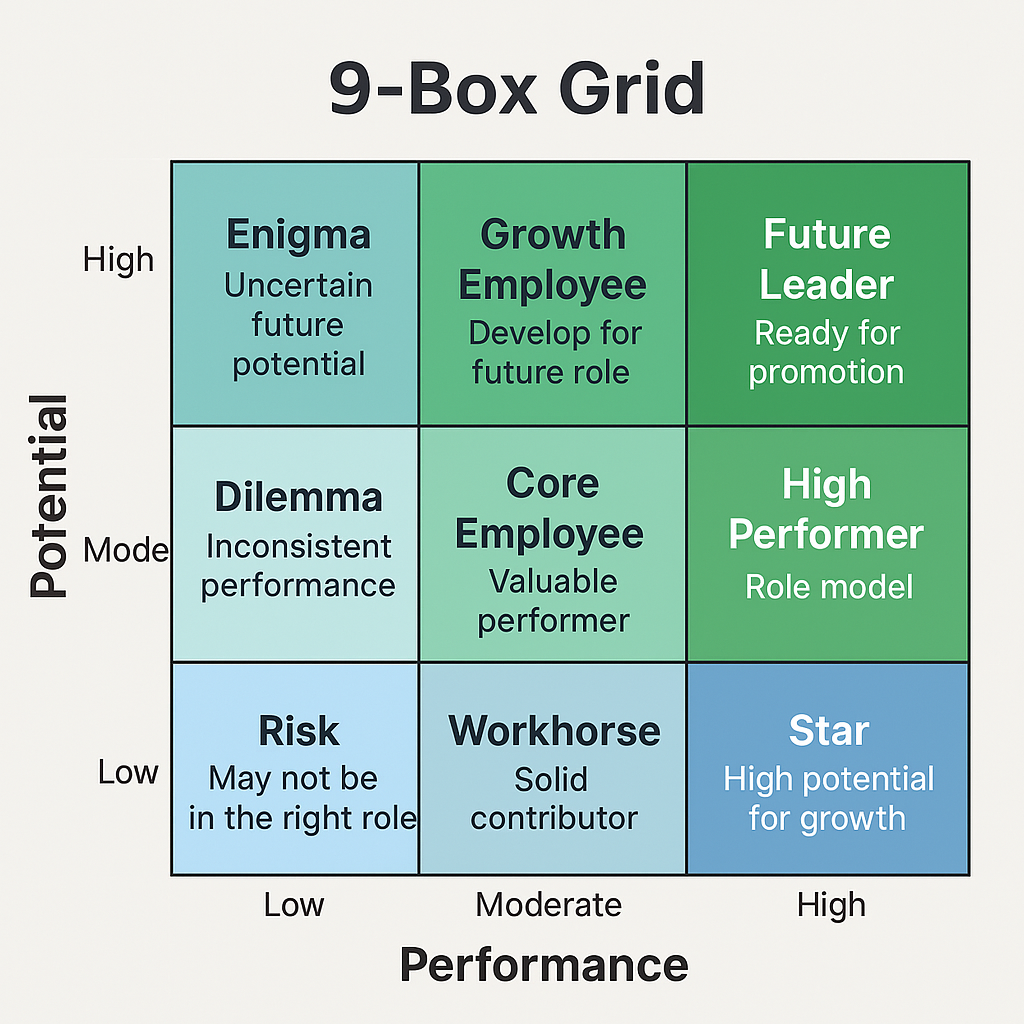 9-Box Grid
High
Enigma
Uncertain
future
potential
Growth
Employee
Develop for
future role
Future
Leader
Ready for
promotion
Potential
Mode
Dilemma
Inconsistent
performance
Core
Employee
Valuable
performer
High
Performer
Role model
Low
Risk
May not be
in the right role
Workhorse
Solid
contributor
Star
High potential
for growth
Low
Moderate
High
Performance